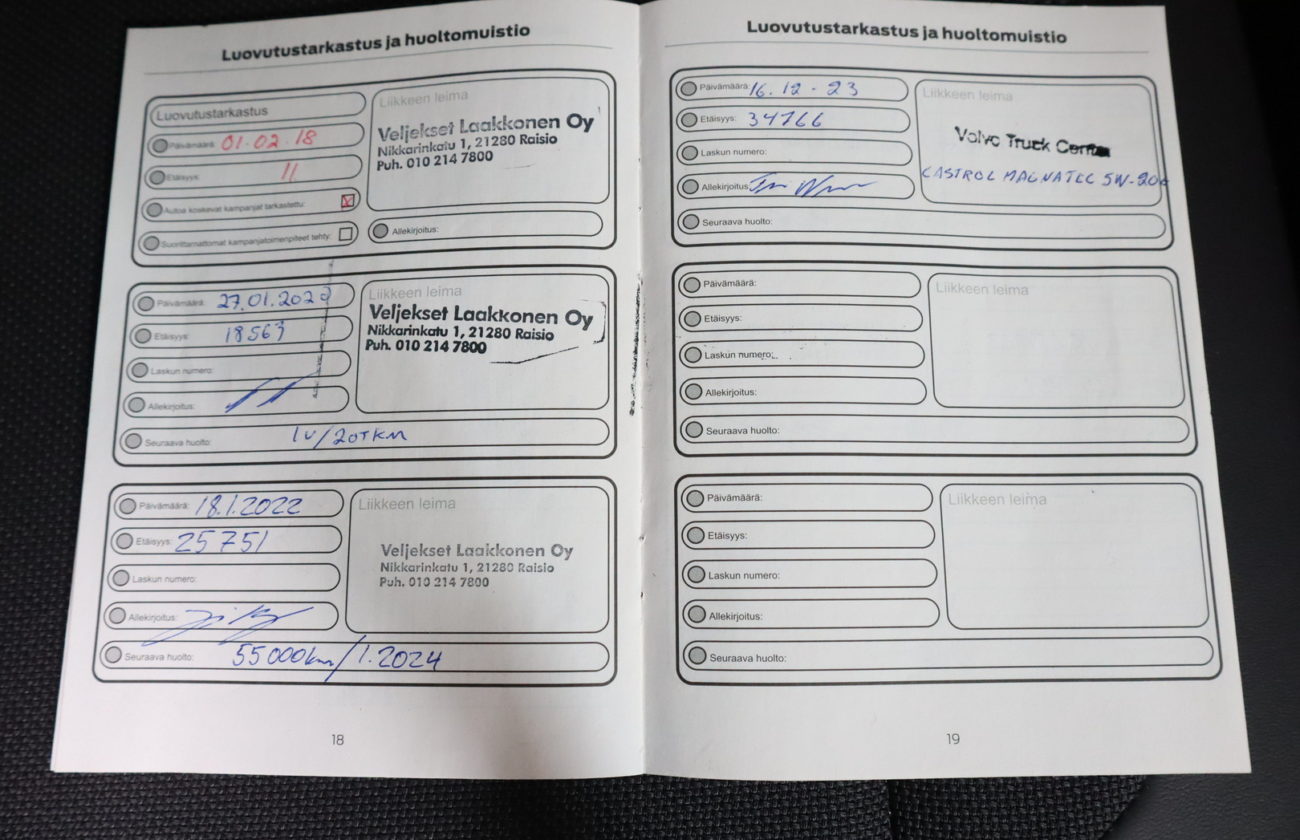 Luovutustarkastus ja huoltomuistio
Luovutustarkastus
Päivämäärä: 01.02.18
Etäisyys: 11
Autoa koskevat kampanjat tarkastettu:
Suorittamattomat kampanjatoimenpiteet tehty:
Liikkeen leima
Veljekset Laakkonen Oy
Nikkarinkatu 1, 21280 Raisio
Puh. 010 214 7800
Allekirjoitus:
Päivämäärä: 27.01.2020
Etäisyys: 18563
Laskun numero:
Allekirjoitus:
Liikkeen leima
Veljekset Laakkonen Oy
Nikkarinkatu 1, 21280 Raisio
Puh. 010 214 7800
Seuraava huolto: 1V/20TKM
Päivämäärä: 18.1.2022
Etäisyys: 25751
Laskun numero:
Allekirjoitus:
Liikkeen leima
Veljekset Laakkonen Oy
Nikkarinkatu 1, 21280 Raisio
Puh. 010 214 7800
Seuraava huolto: 55000km/1.2024
18
Luovutustarkastus ja huoltomuistio
Päivämäärä: 16.12-23
Etäisyys: 34766
Laskun numero:
Allekirjoitus:
Liikkeen leima
Volvo Truck Center
CASTROL MAGNATEC 5W-20
Seuraava huolto:
Päivämäärä:
Etäisyys:
Laskun numero:
Allekirjoitus:
Liikkeen leima
Seuraava huolto:
Päivämäärä:
Etäisyys:
Laskun numero:
Allekirjoitus:
Liikkeen leima
Seuraava huolto:
19